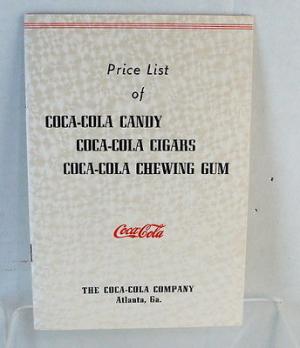 Price List
of
COCA-COLA CANDY
COCA-COLA CIGARS
COCA-COLA CHEWING GUM
Coca-Cola
THE COCA-COLA COMPANY
Atlanta, Ga.